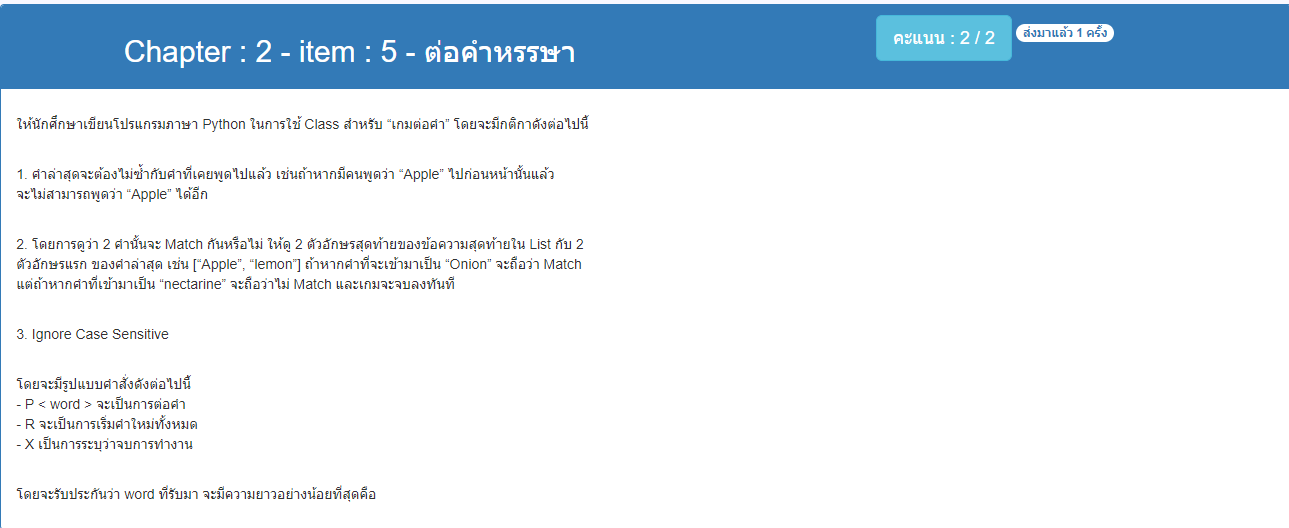 Chapter : 2 - item : 5 - ต่อคำหรรษา
คะแนน : 2 / 2
ส่งมาแล้ว 1 ครั้ง
ให้นักศึกษาเขียนโปรแกรมภาษา Python ในการใช้ Class สำหรับ “เกมต่อคำ” โดยจะมีกติกาดังต่อไปนี้
1. คำล่าสุดจะต้องไม่ซ้ำกับคำที่เคยพูดไปแล้ว เช่นถ้าหากมีคนพูดว่า “Apple” ไปก่อนหน้านั้นแล้ว
จะไม่สามารถพูดว่า “Apple” ได้อีก
2. โดยการดูว่า 2 คำนั้นจะ Match กันหรือไม่ ให้ดู 2 ตัวอักษรสุดท้ายของข้อความสุดท้ายใน List กับ 2
ตัวอักษรแรก ของคำล่าสุด เช่น [“Apple”, “lemon”] ถ้าหากคำที่จะเข้ามาเป็น “Onion” จะถือว่า Match
แต่ถ้าหากคำที่เข้ามาเป็น “nectarine” จะถือว่าไม่ Match และเกมจะจบลงทันที
3. Ignore Case Sensitive
โดยจะมีรูปแบบคำสั่งดังต่อไปนี้
- P < word > จะเป็นการต่อคำ
- R จะเป็นการเริ่มคำใหม่ทั้งหมด
- X เป็นการระบุว่าจบการทำงาน
โดยจะรับประกันว่า word ที่รับมา จะมีความยาวอย่างน้อยที่สุดคือ